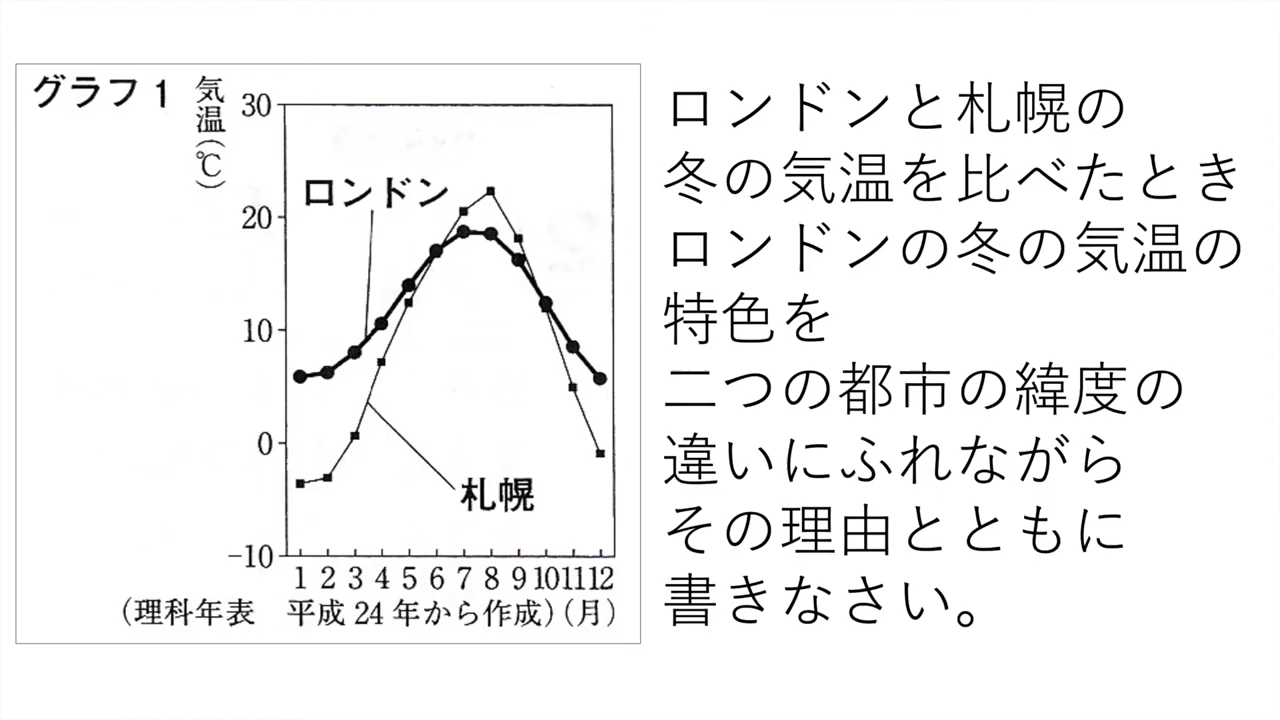 グラフ1
気温(℃)
30
20
10
0
−10
ロンドン
札幌
1 2 3 4 5 6 7 8 9 10 11 12
(理科年表 平成24年から作成)(月)
ロンドンと札幌の
冬の気温を比べたとき
ロンドンの冬の気温の
特色を
二つの都市の緯度の
違いにふれながら
その理由とともに
書きなさい。